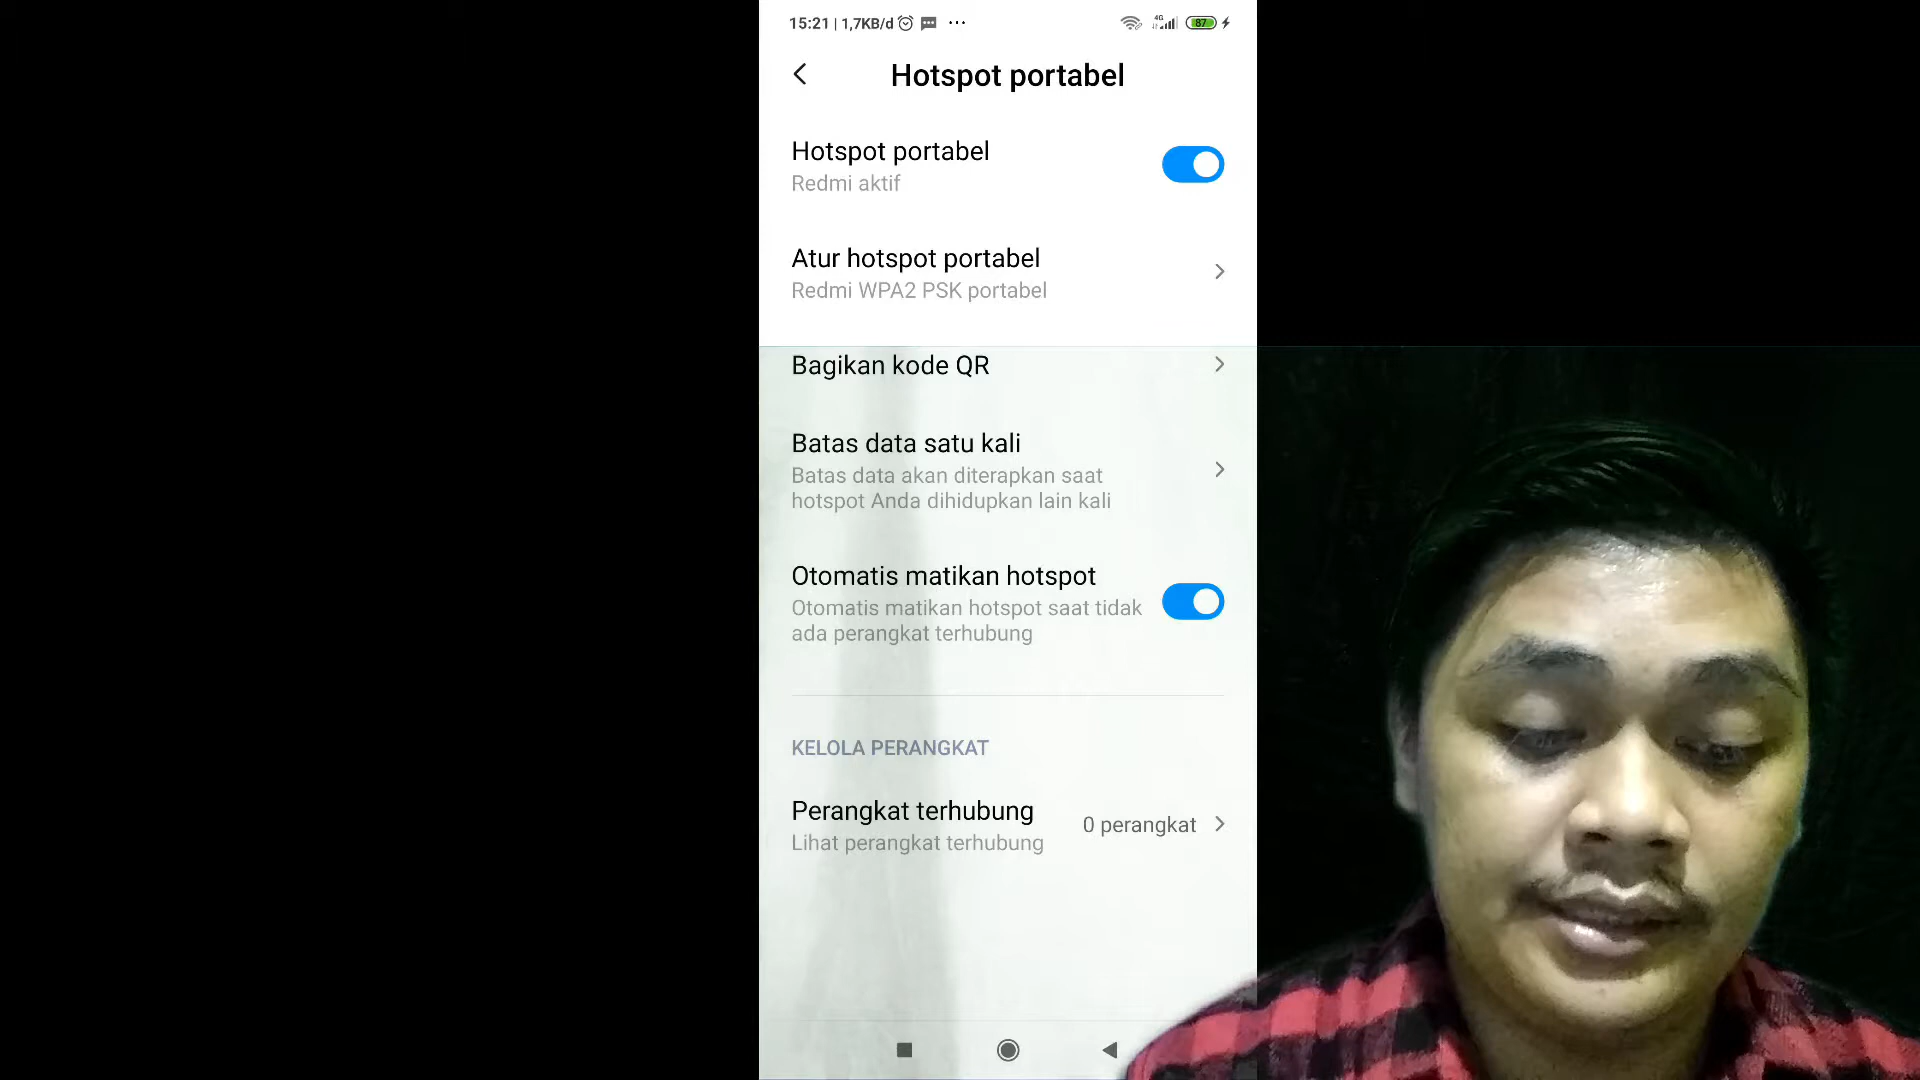 15:21 | 1,7KB/d
4G
87
Hotspot portabel
Hotspot portabel
Redmi aktif
Atur hotspot portabel
Redmi WPA2 PSK portabel
Bagikan kode QR
Batas data satu kali
Batas data akan diterapkan saat
hotspot Anda dihidupkan lain kali
Otomatis matikan hotspot
Otomatis matikan hotspot saat tidak
ada perangkat terhubung
KELOLA PERANGKAT
Perangkat terhubung
0 perangkat
Lihat perangkat terhubung